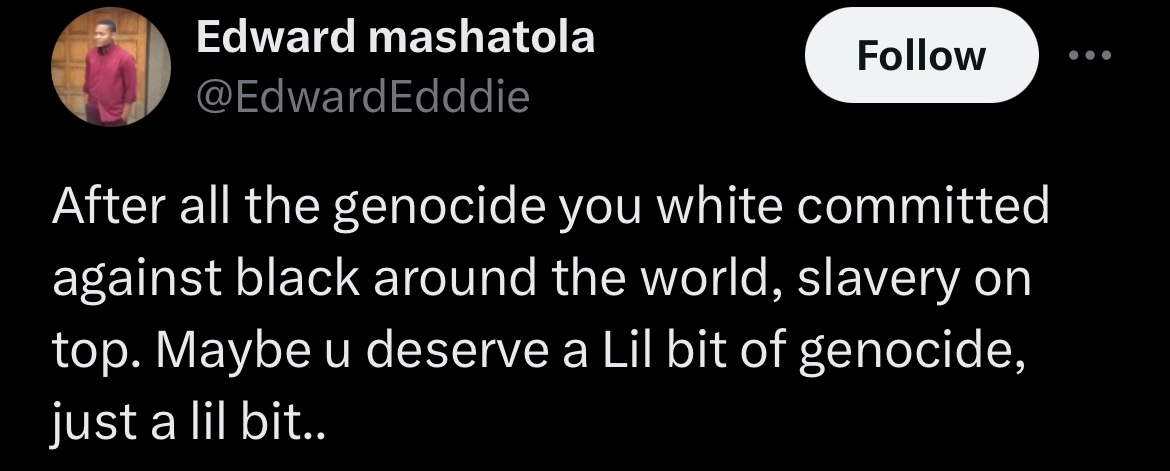 Edward mashatola
@EdwardEdddie
Follow
After all the genocide you white committed
against black around the world, slavery on
top. Maybe u deserve a Lil bit of genocide,
just a lil bit..